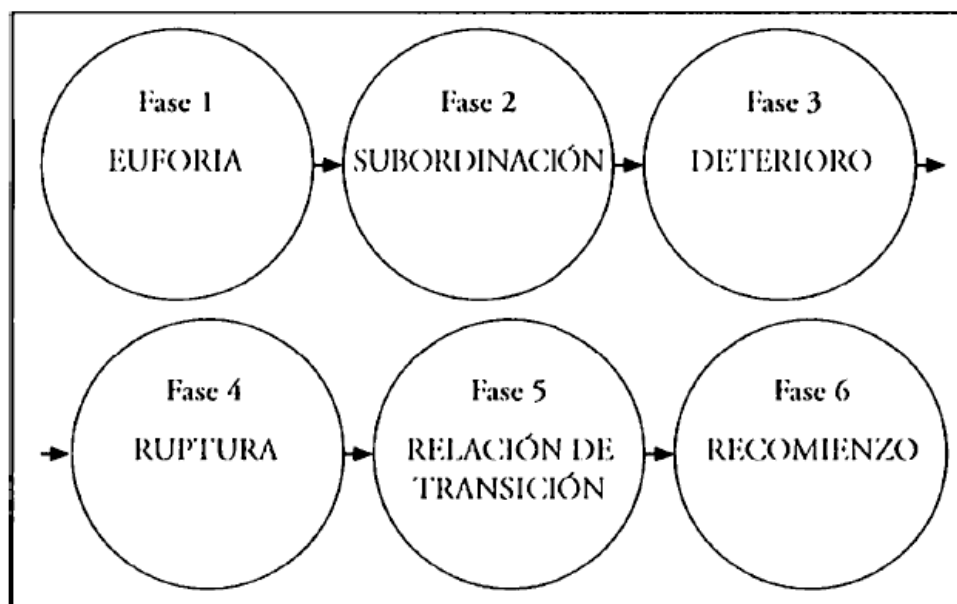 Fase 1
EUFORIA
Fase 2
SUBORDINACIÓN
Fase 3
DETERIORO
Fase 4
RUPTURA
Fase 5
RELACIÓN DE
TRANSICIÓN
Fase 6
RECOMIENZO